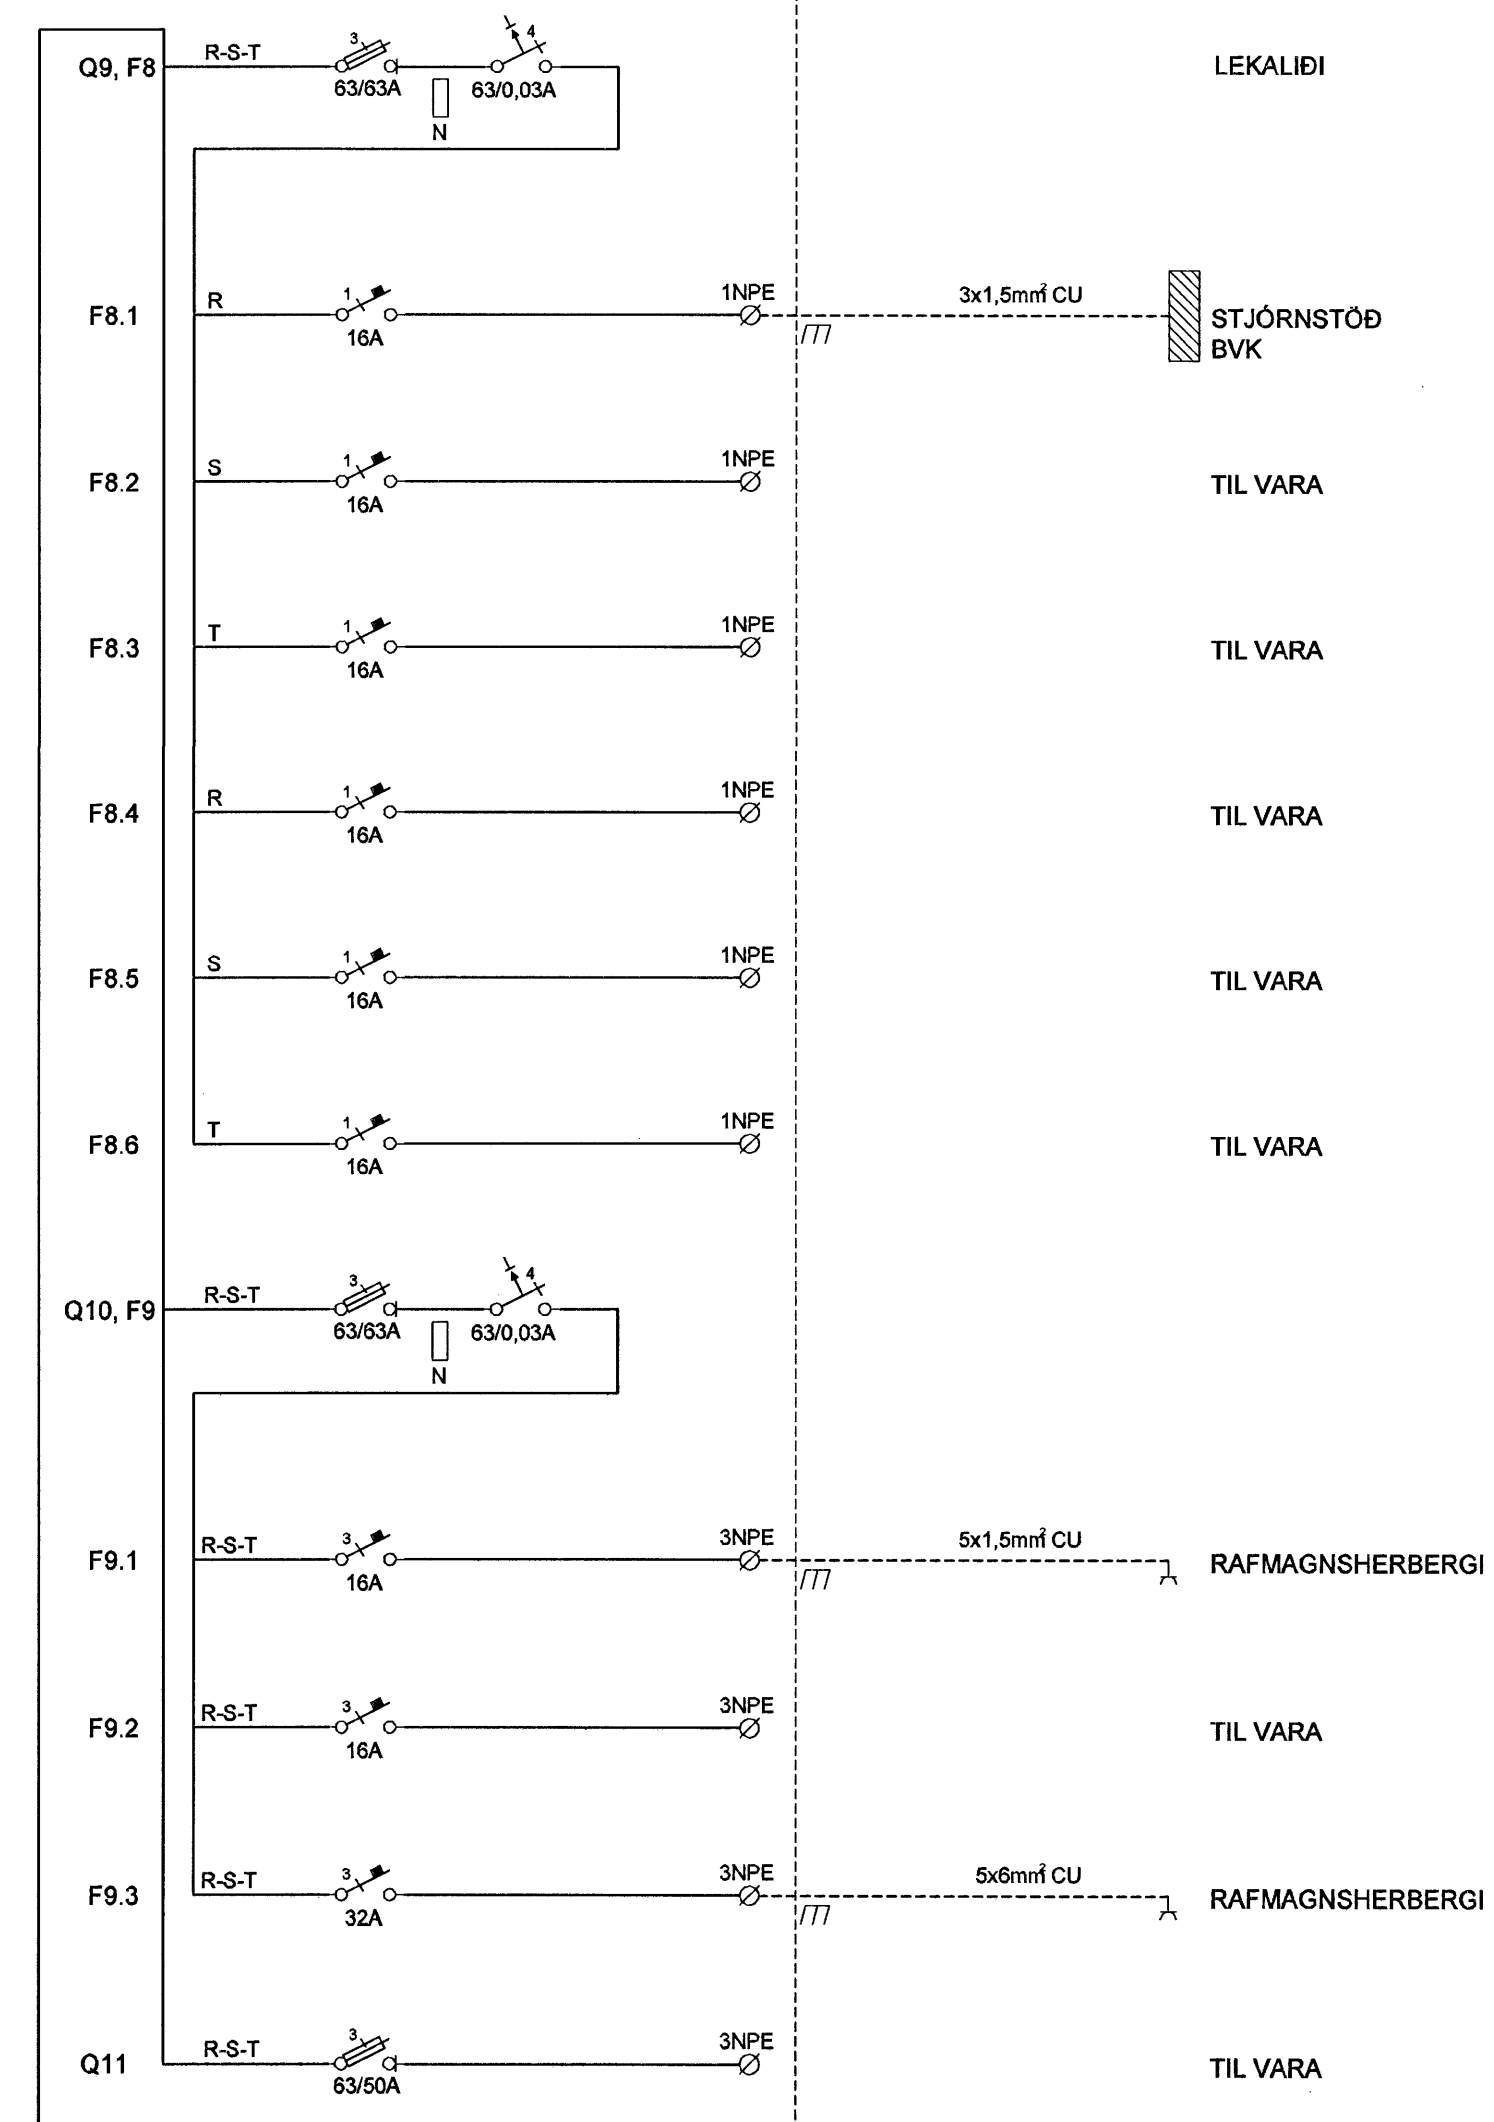 Q9, F8 R-S-T 3 4 LEKALIÐI
63/63A 63/0,03A
N
F8.1 R 1 16A 1NPE 3x1,5mm² CU STJÓRNSTÖÐ
BVK
F8.2 S 1 16A 1NPE TIL VARA
F8.3 T 1 16A 1NPE TIL VARA
F8.4 R 1 16A 1NPE TIL VARA
F8.5 S 1 16A 1NPE TIL VARA
F8.6 T 1 16A 1NPE TIL VARA
Q10, F9 R-S-T 3 4
63/63A 63/0,03A
N
F9.1 R-S-T 3 16A 3NPE 5x1,5mm² CU RAFMAGNSHERBERGI
F9.2 R-S-T 3 16A 3NPE TIL VARA
F9.3 R-S-T 3 32A 3NPE 5x6mm² CU RAFMAGNSHERBERGI
Q11 R-S-T 3 63/50A 3NPE TIL VARA